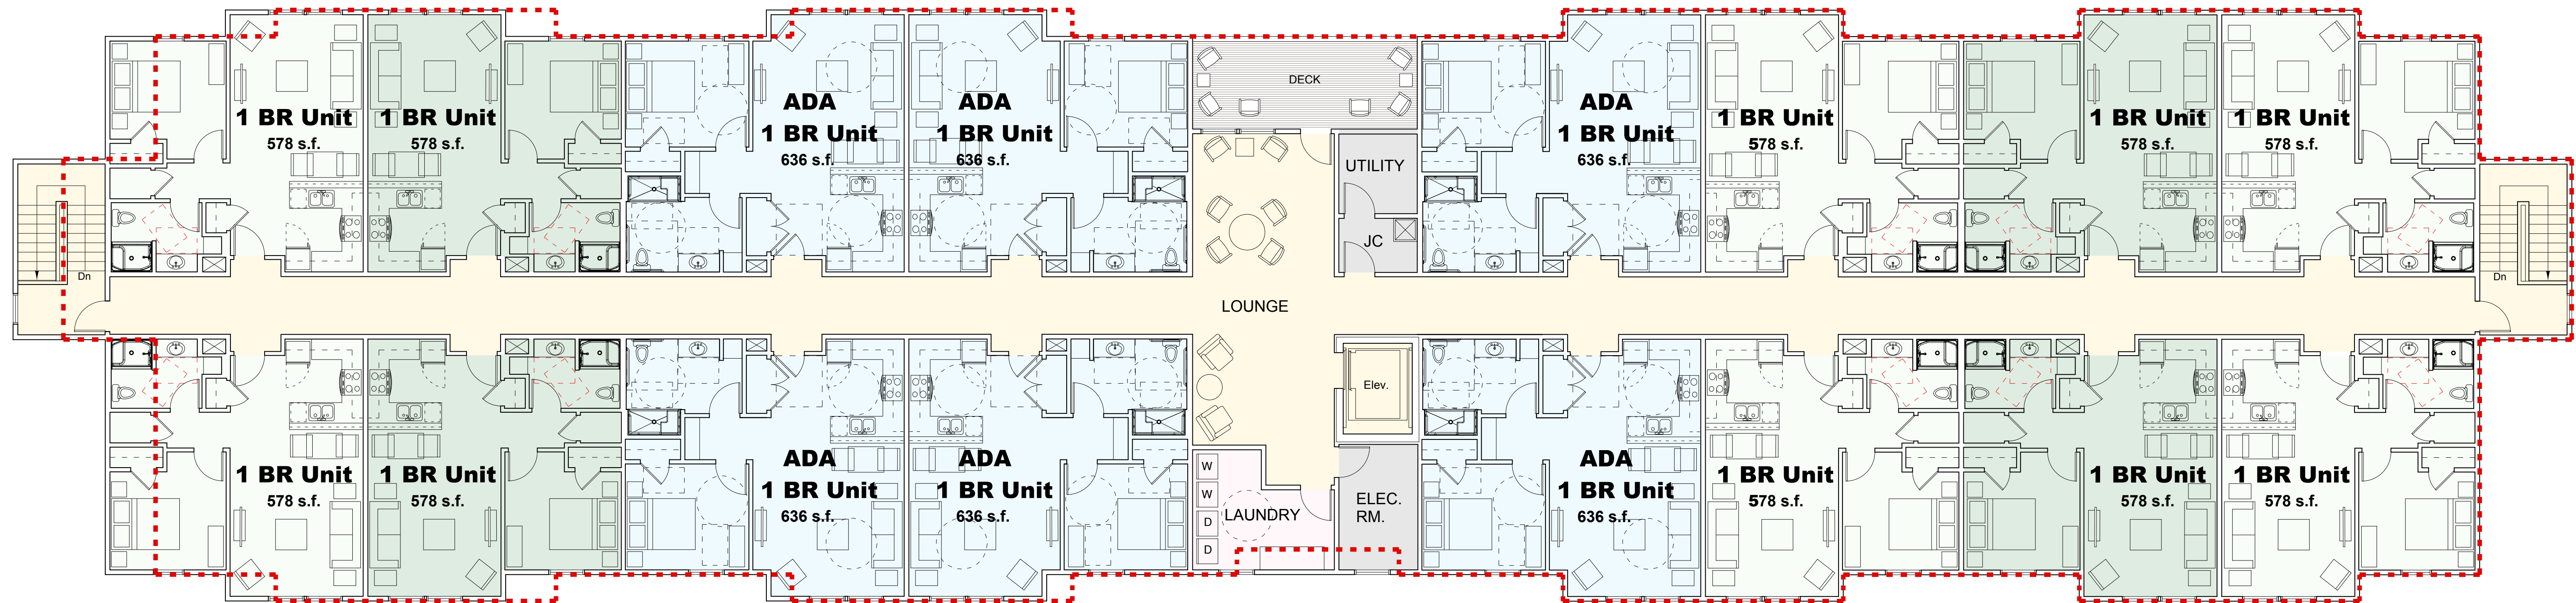 1 BR Unit
578 s.f.
1 BR Unit
578 s.f.
ADA
1 BR Unit
636 s.f.
ADA
1 BR Unit
636 s.f.
DECK
UTILITY
JC
ADA
1 BR Unit
636 s.f.
1 BR Unit
578 s.f.
1 BR Unit
578 s.f.
1 BR Unit
578 s.f.
Dn
LOUNGE
Dn
Elev.
1 BR Unit
578 s.f.
1 BR Unit
578 s.f.
ADA
1 BR Unit
636 s.f.
ADA
1 BR Unit
636 s.f.
W
W
D
D
LAUNDRY
ELEC.
RM.
ADA
1 BR Unit
636 s.f.
1 BR Unit
578 s.f.
1 BR Unit
578 s.f.
1 BR Unit
578 s.f.